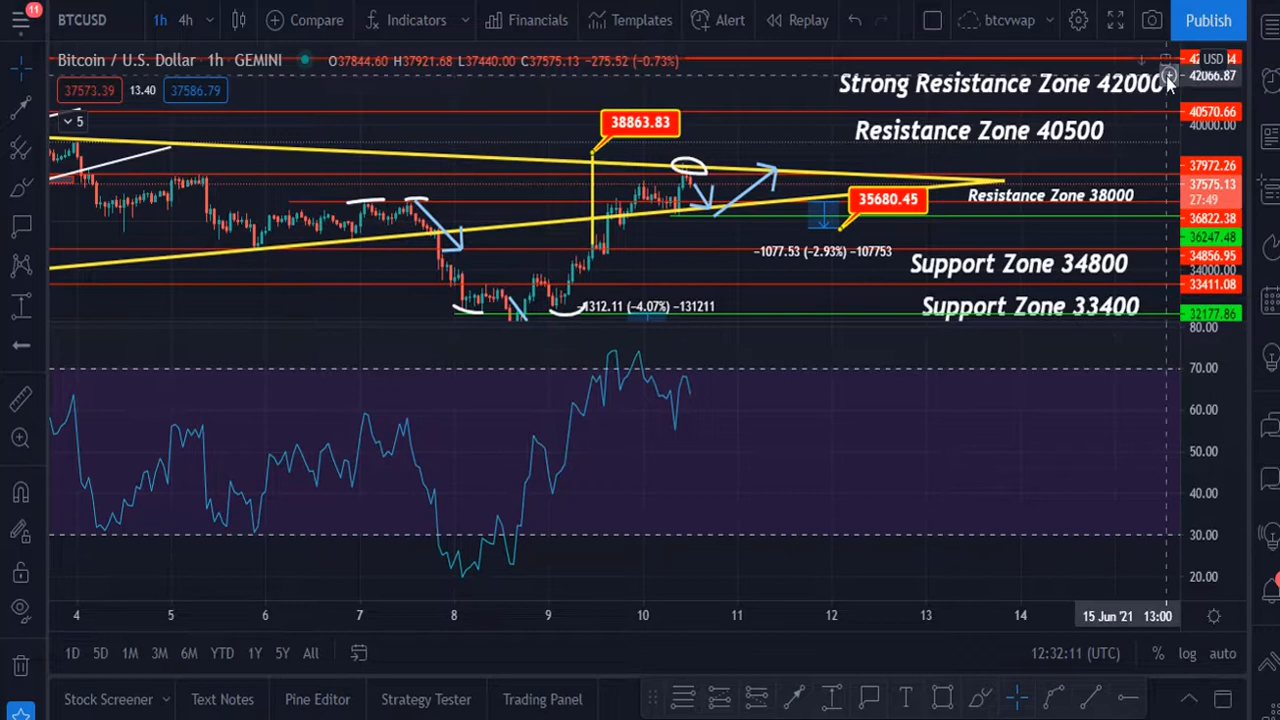 11
BTCUSD 1h 4h Compare Indicators Financials Templates Alert Replay btcvwap Publish
Bitcoin / U.S. Dollar · 1h · GEMINI O37844.60 H37921.68 L37440.00 C37575.13 −275.52 (−0.73%)
USD
37573.39 13.40 37586.79
Strong Resistance Zone 42000
42066.87
5
38863.83
40570.66
Resistance Zone 40500
40000.00
37972.26
37575.13
27:49
35680.45
Resistance Zone 38000
36822.38
36247.48
−1077.53 (−2.93%) −107753
34856.95
Support Zone 34800
34000.00
33411.08
1312.11 (−4.07%) −131211
Support Zone 33400
32177.86
80.00
70.00
60.00
50.00
40.00
30.00
20.00
4 5 6 7 8 9 10 11 12 13 14 15 Jun '21 13:00
1D 5D 1M 3M 6M YTD 1Y 5Y All 12:32:11 (UTC) % log auto
Stock Screener Text Notes Pine Editor Strategy Tester Trading Panel